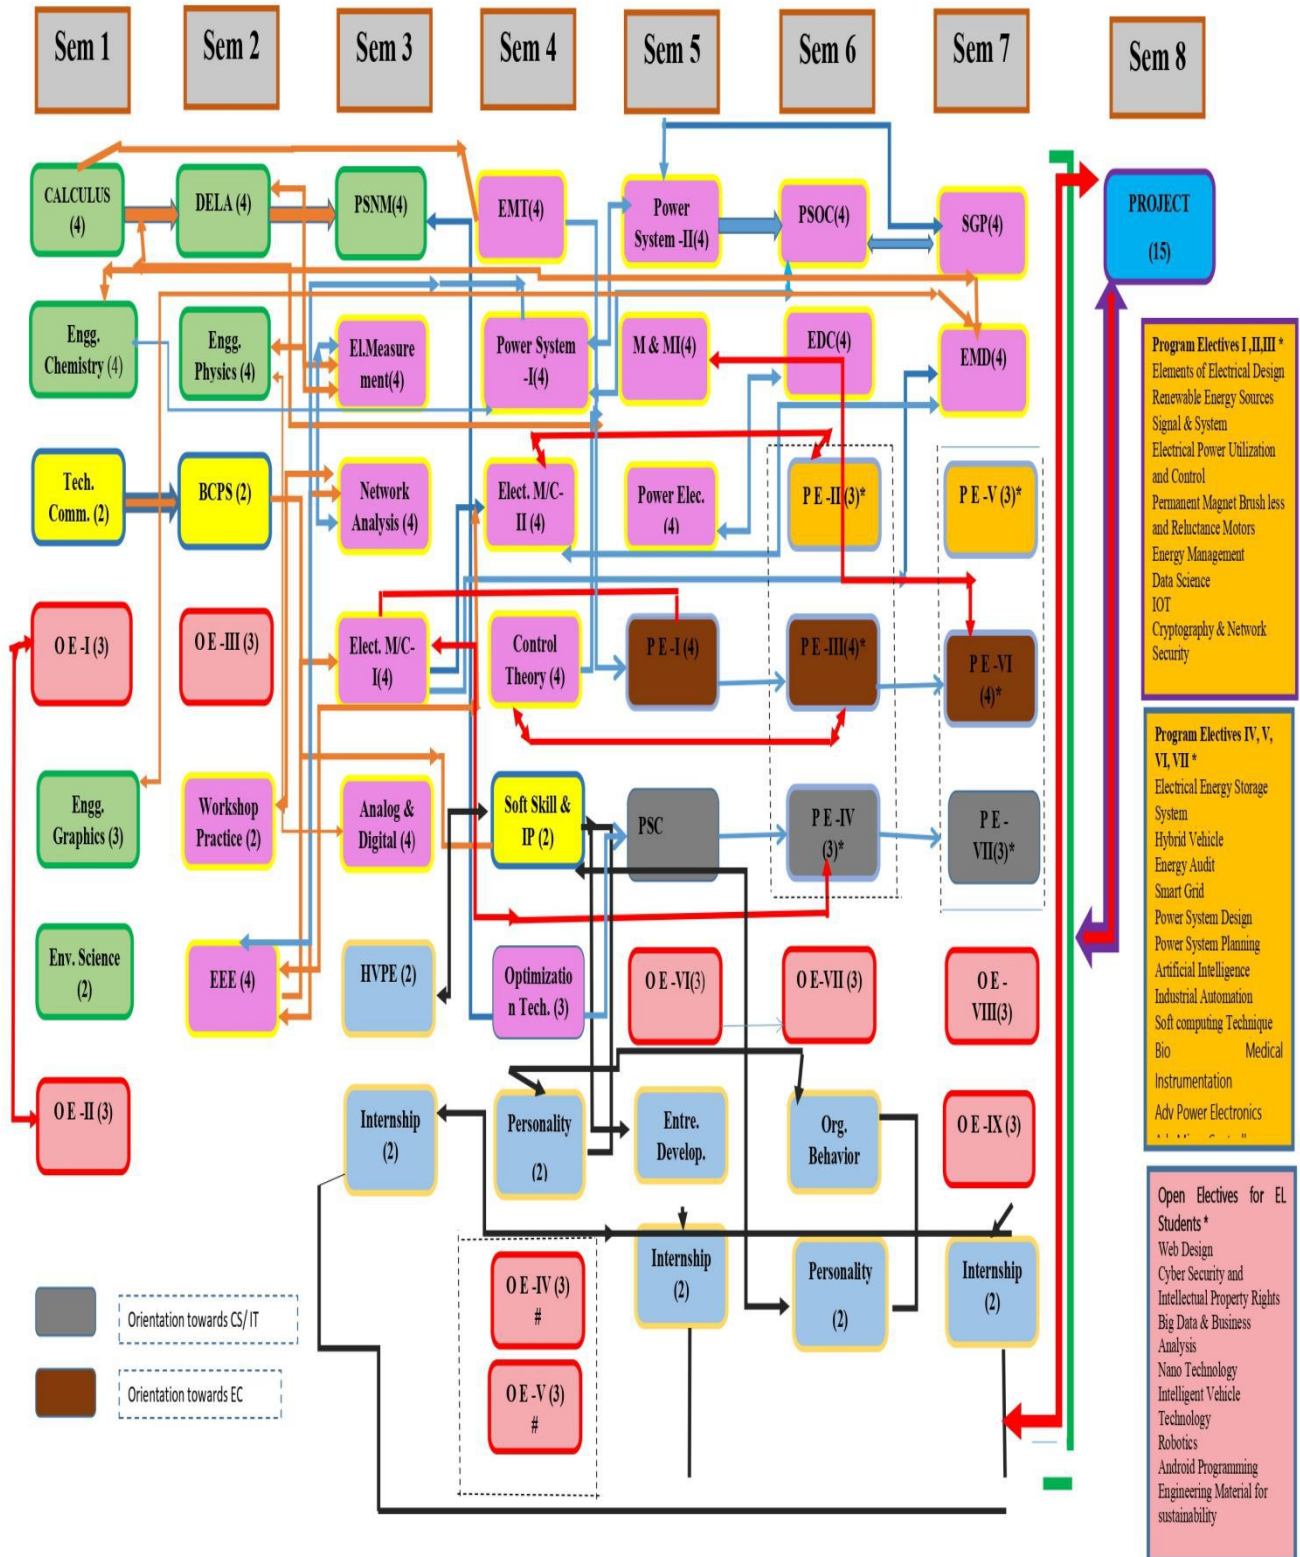 Sem 1
Sem 2
Sem 3
Sem 4
Sem 5
Sem 6
Sem 7
Sem 8
CALCULUS
(4)
DELA (4)
PSNM(4)
EMT(4)
Power
System -II(4)
PSOC(4)
SGP(4)
PROJECT
(15)
Engg.
Chemistry (4)
Engg.
Physics (4)
El.Measure
ment(4)
Power System
-I(4)
M & MI(4)
EDC(4)
EMD(4)
Tech.
Comm. (2)
BCPS (2)
Network
Analysis (4)
Elect. M/C-
II (4)
Power Elec.
(4)
P E -II(3)*
P E -V (3)*
O E -I (3)
O E -III (3)
Elect. M/C-
I(4)
Control
Theory (4)
P E -I (4)
P E -III(4)*
P E -VI
(4)*
Engg.
Graphics (3)
Workshop
Practice (2)
Analog &
Digital (4)
Soft Skill &
IP (2)
PSC
P E -IV
(3)*
P E -
VII(3)*
Env. Science
(2)
EEE (4)
HVPE (2)
Optimizatio
n Tech. (3)
O E -VI(3)
O E-VII (3)
O E -
VIII(3)
O E -II (3)
Internship
(2)
Personality
(2)
Entre.
Develop.
Org.
Behavior
O E -IX (3)
O E -IV (3)
#
Internship
(2)
Personality
(2)
Internship
(2)
O E -V (3)
#
Orientation towards CS/ IT
Orientation towards EC
Program Electives I ,II,III *
Elements of Electrical Design
Renewable Energy Sources
Signal & System
Electrical Power Utilization
and Control
Permanent Magnet Brush less
and Reluctance Motors
Energy Management
Data Science
IOT
Cryptography & Network
Security
Program Electives IV, V,
VI, VII *
Electrical Energy Storage
System
Hybrid Vehicle
Energy Audit
Smart Grid
Power System Design
Power System Planning
Artificial Intelligence
Industrial Automation
Soft computing Technique
Bio Medical
Instrumentation
Adv Power Electronics
Open Electives for EL
Students *
Web Design
Cyber Security and
Intellectual Property Rights
Big Data & Business
Analysis
Nano Technology
Intelligent Vehicle
Technology
Robotics
Android Programming
Engineering Material for
sustainability